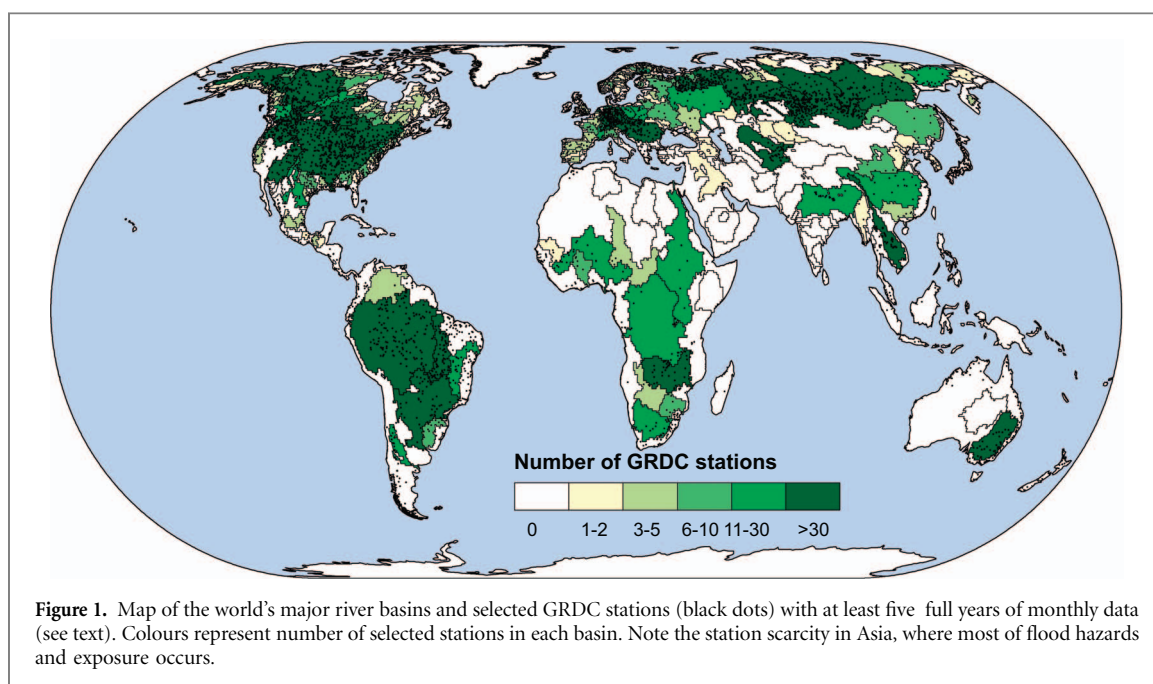 Number of GRDC stations
0 1-2 3-5 6-10 11-30 >30
Figure 1. Map of the world's major river basins and selected GRDC stations (black dots) with at least five full years of monthly data
(see text). Colours represent number of selected stations in each basin. Note the station scarcity in Asia, where most of flood hazards
and exposure occurs.